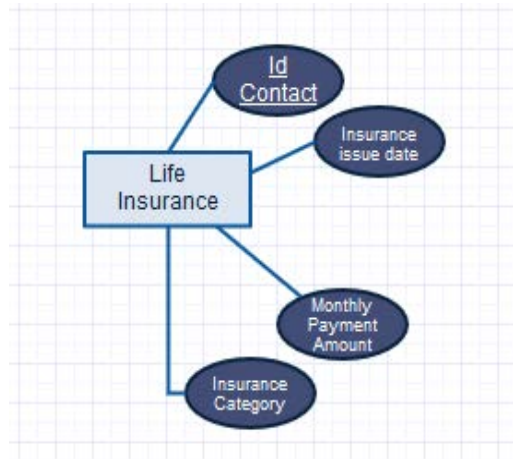 Id
Contact
Insurance
issue date
Life
Insurance
Monthly
Payment
Amount
Insurance
Category